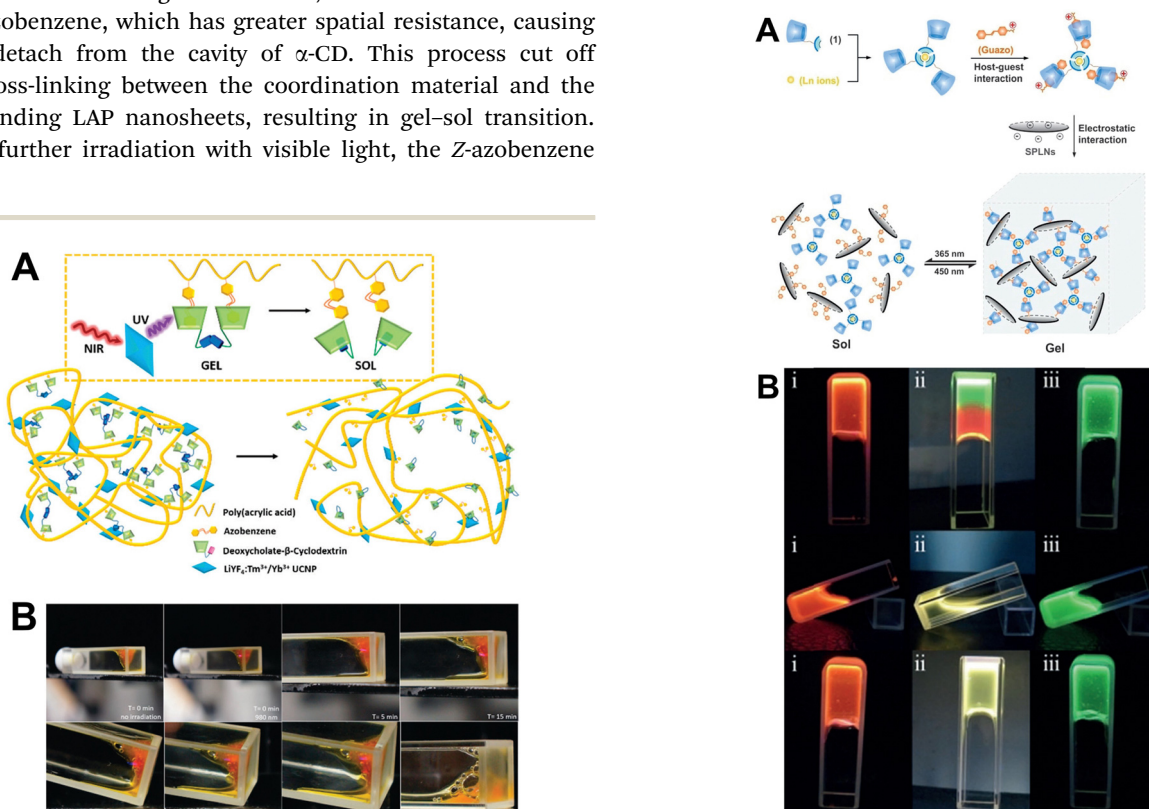 zobenzene, which has greater spatial resistance, causing
detach from the cavity of α-CD. This process cut off
oss-linking between the coordination material and the
nding LAP nanosheets, resulting in gel–sol transition.
further irradiation with visible light, the Z-azobenzene
A
NIR
UV
GEL
SOL
Poly(acrylic acid)
Azobenzene
Deoxycholate-β-Cyclodextrin
LiYF₄:Tm³⁺/Yb³⁺ UCNP
B
T= 0 min
no irradiation
T= 0 min
980 nm
T= 5 min
T= 15 min
A
(1)
(Ln ions)
(Guazo)
Host-guest
interaction
SPLNs
Electrostatic
interaction
365 nm
450 nm
Sol
Gel
B
i
ii
iii
i
ii
iii
i
ii
iii